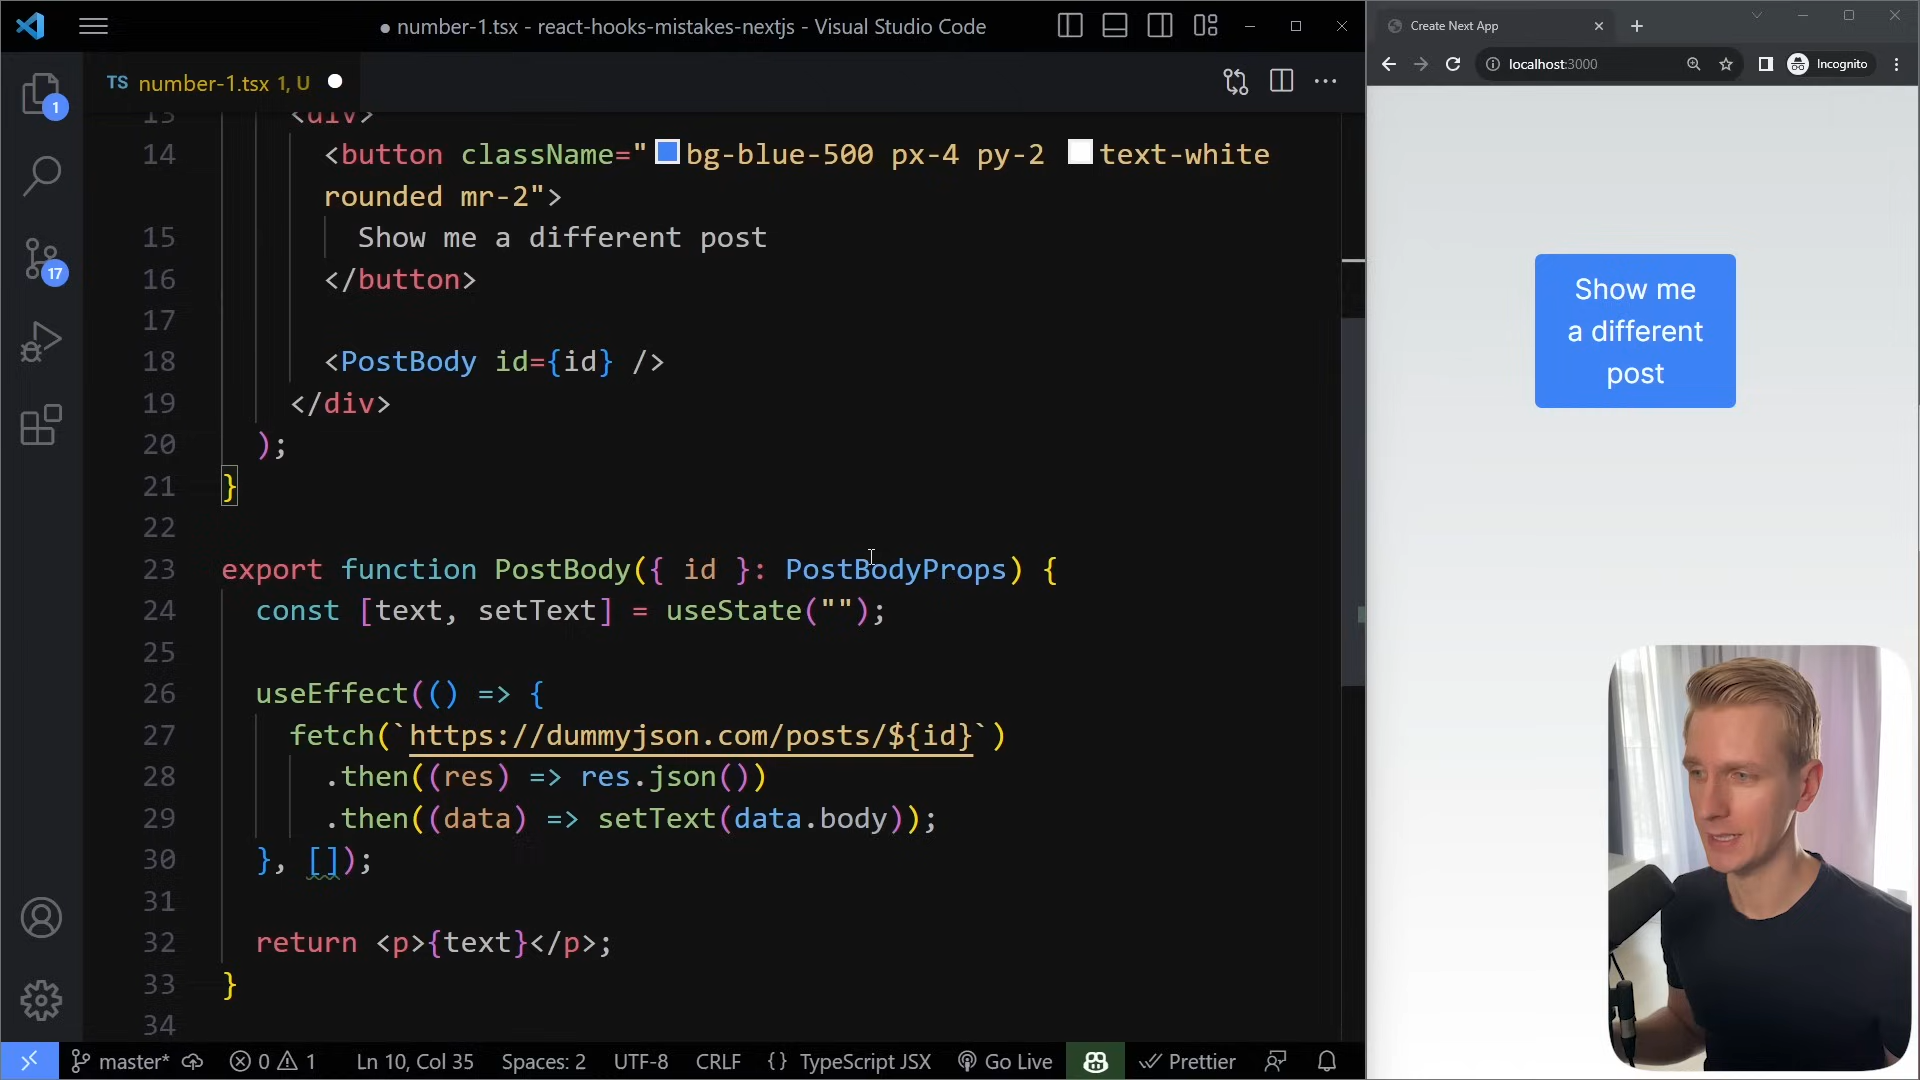 ● number-1.tsx - react-hooks-mistakes-nextjs - Visual Studio Code
TS number-1.tsx 1, U
1
17
13 <div>
14 <button className="bg-blue-500 px-4 py-2 text-white
rounded mr-2">
15 Show me a different post
16 </button>
17
18 <PostBody id={id} />
19 </div>
20 );
21 }
22
23 export function PostBody({ id }: PostBodyProps) {
24 const [text, setText] = useState("");
25
26 useEffect(() => {
27 fetch(`https://dummyjson.com/posts/${id}`)
28 .then((res) => res.json())
29 .then((data) => setText(data.body));
30 }, []);
31
32 return <p>{text}</p>;
33 }
34
master* 0 1 Ln 10, Col 35 Spaces: 2 UTF-8 CRLF {} TypeScript JSX Go Live Prettier
Create Next App
localhost:3000 Incognito
Show me
a different
post